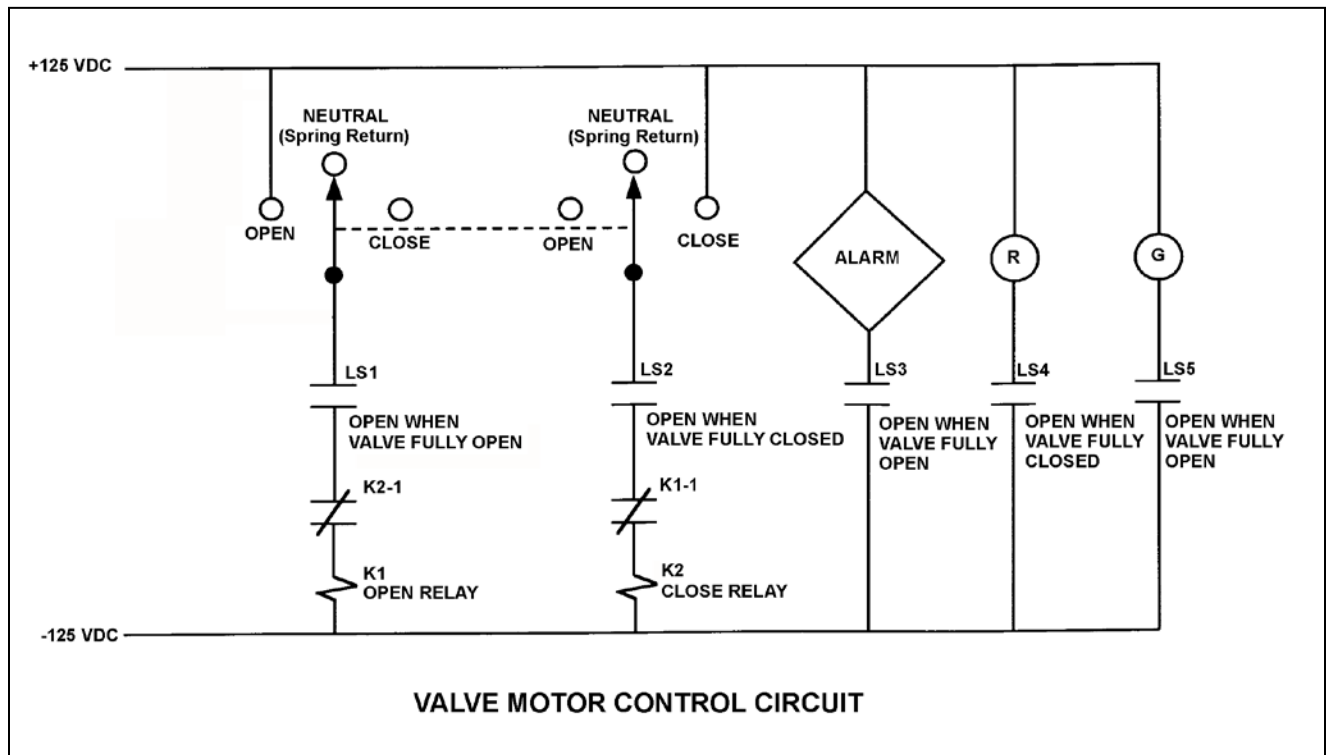 +125 VDC
NEUTRAL
(Spring Return)
OPEN
CLOSE
NEUTRAL
(Spring Return)
OPEN
CLOSE
ALARM
R
G
LS1
OPEN WHEN
VALVE FULLY OPEN
LS2
OPEN WHEN
VALVE FULLY CLOSED
LS3
OPEN WHEN
VALVE FULLY
OPEN
LS4
OPEN WHEN
VALVE FULLY
CLOSED
LS5
OPEN WHEN
VALVE FULLY
OPEN
K2-1
K1-1
K1
OPEN RELAY
K2
CLOSE RELAY
-125 VDC
VALVE MOTOR CONTROL CIRCUIT